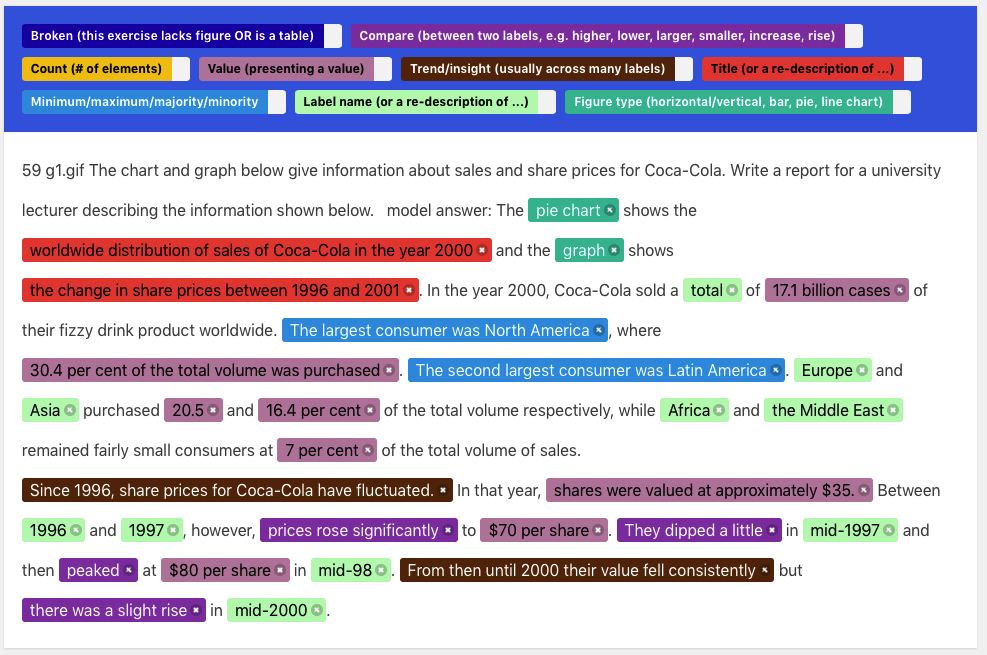 Broken (this exercise lacks figure OR is a table) Compare (between two labels, e.g. higher, lower, larger, smaller, increase, rise)
Count (# of elements) Value (presenting a value) Trend/insight (usually across many labels) Title (or a re-description of ...)
Minimum/maximum/majority/minority Label name (or a re-description of ...) Figure type (horizontal/vertical, bar, pie, line chart)
59 g1.gif The chart and graph below give information about sales and share prices for Coca-Cola. Write a report for a university
lecturer describing the information shown below. model answer: The pie chart shows the
worldwide distribution of sales of Coca-Cola in the year 2000 and the graph shows
the change in share prices between 1996 and 2001. In the year 2000, Coca-Cola sold a total of 17.1 billion cases of
their fizzy drink product worldwide. The largest consumer was North America, where
30.4 per cent of the total volume was purchased. The second largest consumer was Latin America. Europe and
Asia purchased 20.5 and 16.4 per cent of the total volume respectively, while Africa and the Middle East
remained fairly small consumers at 7 per cent of the total volume of sales.
Since 1996, share prices for Coca-Cola have fluctuated. In that year, shares were valued at approximately $35. Between
1996 and 1997, however, prices rose significantly to $70 per share. They dipped a little in mid-1997 and
then peaked at $80 per share in mid-98. From then until 2000 their value fell consistently but
there was a slight rise in mid-2000.